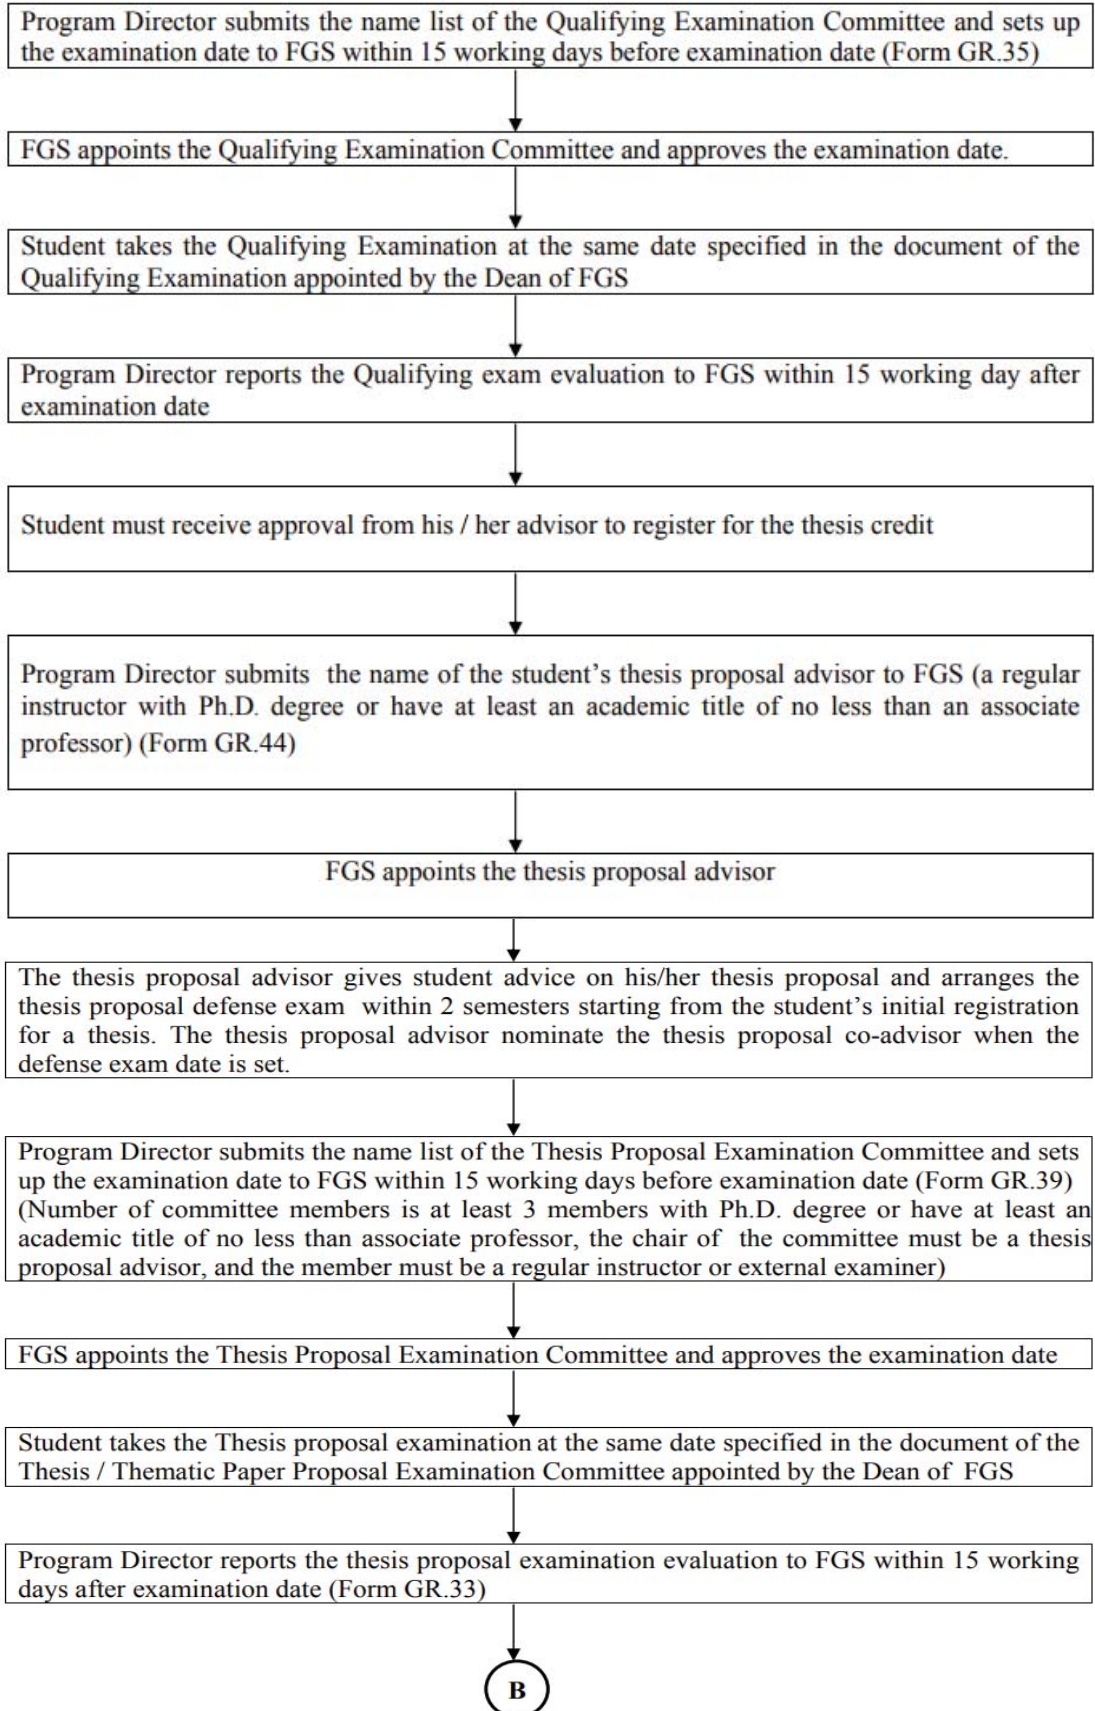 Program Director submits the name list of the Qualifying Examination Committee and sets up
the examination date to FGS within 15 working days before examination date (Form GR.35)
FGS appoints the Qualifying Examination Committee and approves the examination date.
Student takes the Qualifying Examination at the same date specified in the document of the
Qualifying Examination appointed by the Dean of FGS
Program Director reports the Qualifying exam evaluation to FGS within 15 working day after
examination date
Student must receive approval from his / her advisor to register for the thesis credit
Program Director submits the name of the student’s thesis proposal advisor to FGS (a regular
instructor with Ph.D. degree or have at least an academic title of no less than an associate
professor) (Form GR.44)
FGS appoints the thesis proposal advisor
The thesis proposal advisor gives student advice on his/her thesis proposal and arranges the
thesis proposal defense exam within 2 semesters starting from the student’s initial registration
for a thesis. The thesis proposal advisor nominate the thesis proposal co-advisor when the
defense exam date is set.
Program Director submits the name list of the Thesis Proposal Examination Committee and sets
up the examination date to FGS within 15 working days before examination date (Form GR.39)
(Number of committee members is at least 3 members with Ph.D. degree or have at least an
academic title of no less than associate professor, the chair of the committee must be a thesis
proposal advisor, and the member must be a regular instructor or external examiner)
FGS appoints the Thesis Proposal Examination Committee and approves the examination date
Student takes the Thesis proposal examination at the same date specified in the document of the
Thesis / Thematic Paper Proposal Examination Committee appointed by the Dean of FGS
Program Director reports the thesis proposal examination evaluation to FGS within 15 working
days after examination date (Form GR.33)
B